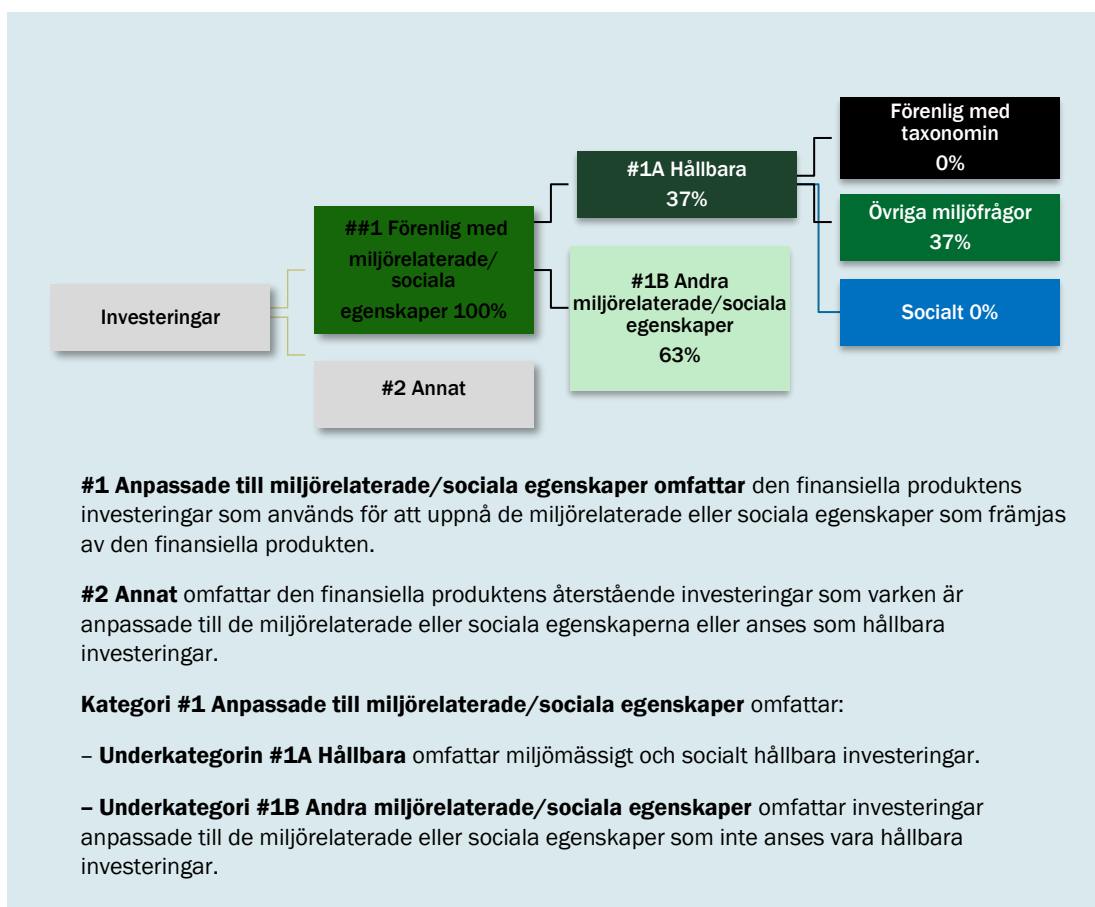 Investeringar
##1 Förenlig med
miljörelaterade/
sociala
egenskaper 100%
#2 Annat
#1A Hållbara
37%
#1B Andra
miljörelaterade/sociala
egenskaper
63%
Förenlig med
taxonomin
0%
Övriga miljöfrågor
37%
Socialt 0%
#1 Anpassade till miljörelaterade/sociala egenskaper omfattar den finansiella produktens
investeringar som används för att uppnå de miljörelaterade eller sociala egenskaper som främjas
av den finansiella produkten.
#2 Annat omfattar den finansiella produktens återstående investeringar som varken är
anpassade till de miljörelaterade eller sociala egenskaperna eller anses som hållbara
investeringar.
Kategori #1 Anpassade till miljörelaterade/sociala egenskaper omfattar:
– Underkategorin #1A Hållbara omfattar miljömässigt och socialt hållbara investeringar.
– Underkategori #1B Andra miljörelaterade/sociala egenskaper omfattar investeringar
anpassade till de miljörelaterade eller sociala egenskaper som inte anses vara hållbara
investeringar.